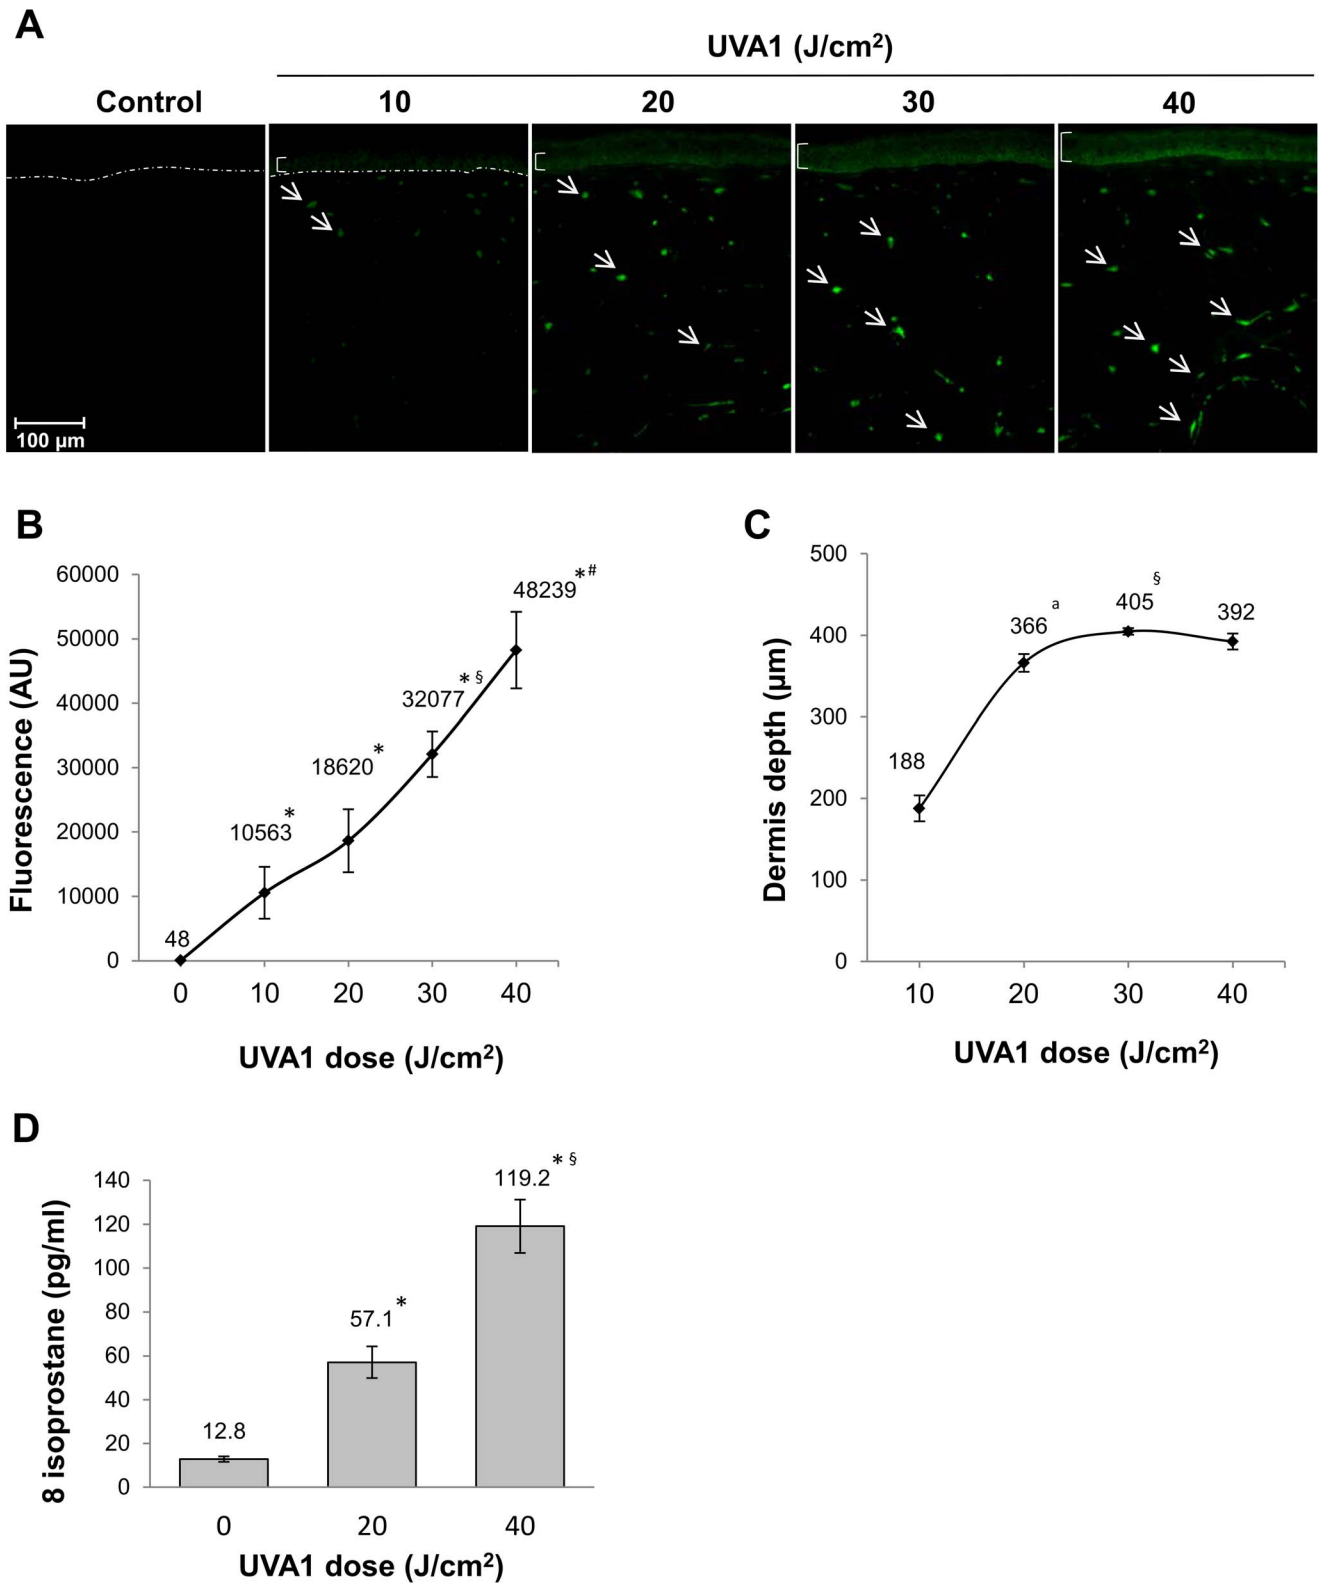 A
UVA1 (J/cm²)
Control 10 20 30 40
100 µm
B
60000
50000
40000
30000
20000
10000
0
Fluorescence (AU)
48
10563*
18620*
32077*§
48239*#
0 10 20 30 40
UVA1 dose (J/cm²)
C
500
400
300
200
100
0
Dermis depth (µm)
188
366ᵃ
405§
392
10 20 30 40
UVA1 dose (J/cm²)
D
140
120
100
80
60
40
20
0
8 isoprostane (pg/ml)
12.8
57.1*
119.2*§
0 20 40
UVA1 dose (J/cm²)